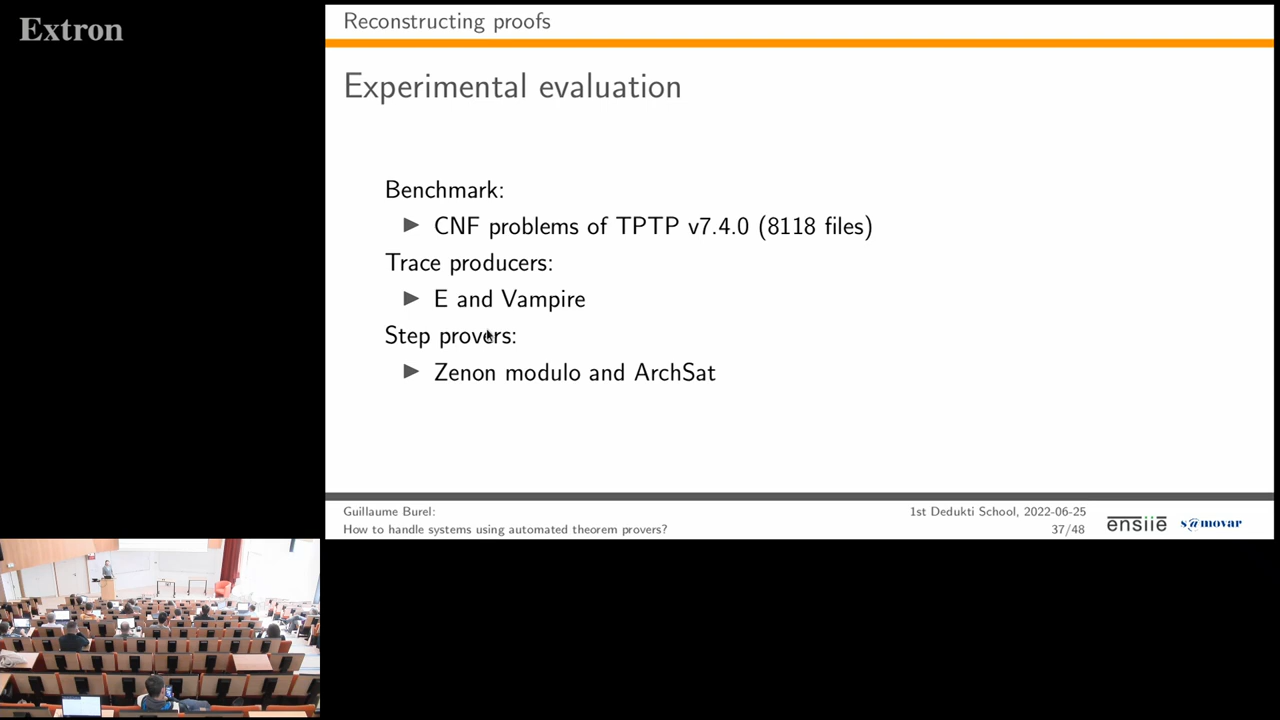 Extron
Reconstructing proofs
Experimental evaluation
Benchmark:
▶ CNF problems of TPTP v7.4.0 (8118 files)
Trace producers:
▶ E and Vampire
Step provers:
▶ Zenon modulo and ArchSat
Guillaume Burel:
How to handle systems using automated theorem provers?
1st Dedukti School, 2022-06-25
37/48
ensiie
s@movar